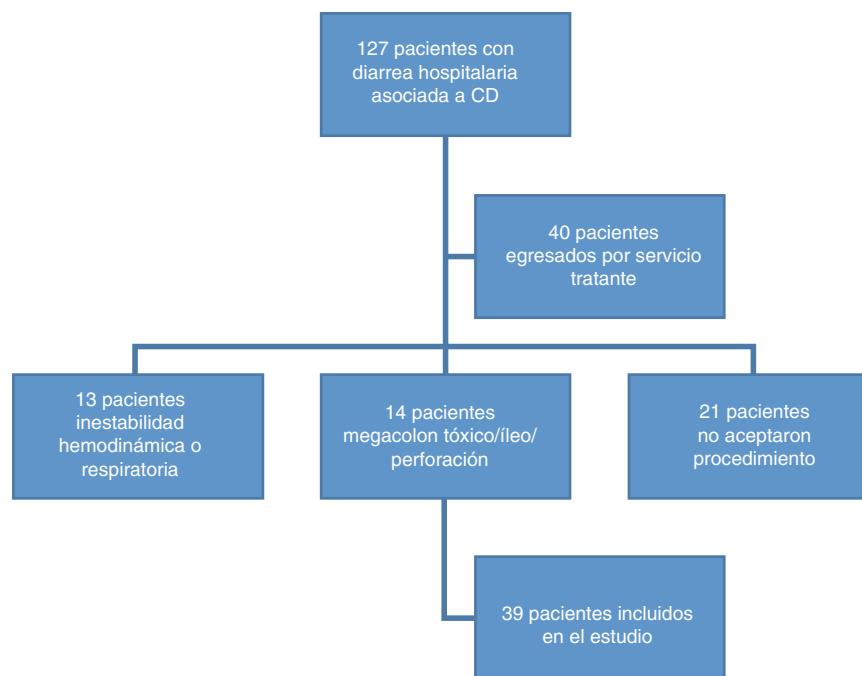 127 pacientes con
diarrea hospitalaria
asociada a CD
40 pacientes
egresados por servicio
tratante
13 pacientes
inestabilidad
hemodinámica o
respiratoria
14 pacientes
megacolon tóxico/íleo/
perforación
21 pacientes
no aceptaron
procedimiento
39 pacientes incluidos
en el estudio